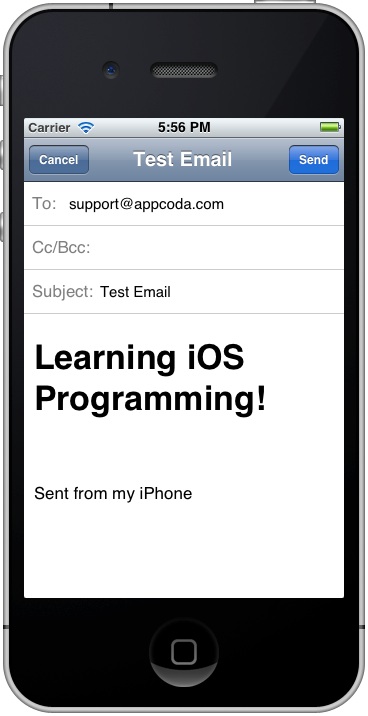 Carrier 5:56 PM
Cancel Test Email Send
To: support@appcoda.com
Cc/Bcc:
Subject: Test Email
Learning iOS
Programming!
Sent from my iPhone